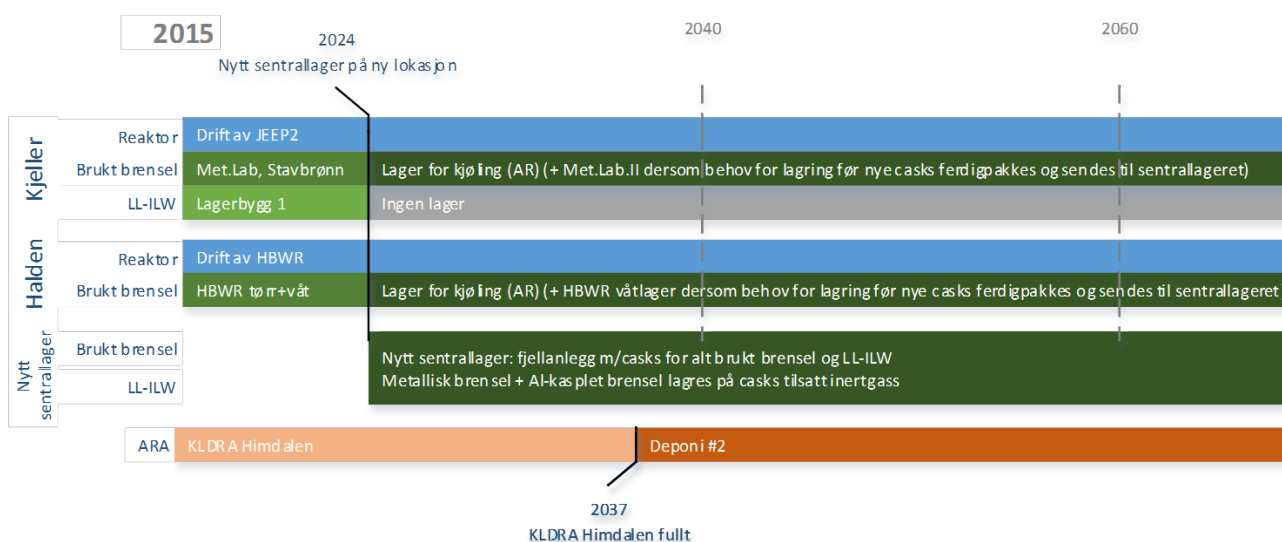 2015
2040
2060
2024
Nytt sentrallager på ny lokasjon
Kjeller
Reaktor
Drift av JEEP2
Brukt brensel
Met.Lab, Stavbrønn
Lager for kjøling (AR) (+ Met.Lab.II dersom behov for lagring før nye casks ferdigpakkes og sendes til sentrallageret)
LL-ILW
Lagerbygg 1
Ingen lager
Halden
Reaktor
Drift av HBWR
Brukt brensel
HBWR tørr+våt
Lager for kjøling (AR) (+ HBWR våtlager dersom behov for lagring før nye casks ferdigpakkes og sendes til sentrallageret
Nytt
sentrallager
Brukt brensel
LL-ILW
Nytt sentrallager: fjellanlegg m/casks for alt brukt brensel og LL-ILW
Metallisk brensel + Al-kasplet brensel lagres på casks tilsatt inertgass
ARA
KLDRA Himdalen
Deponi #2
2037
KLDRA Himdalen fullt